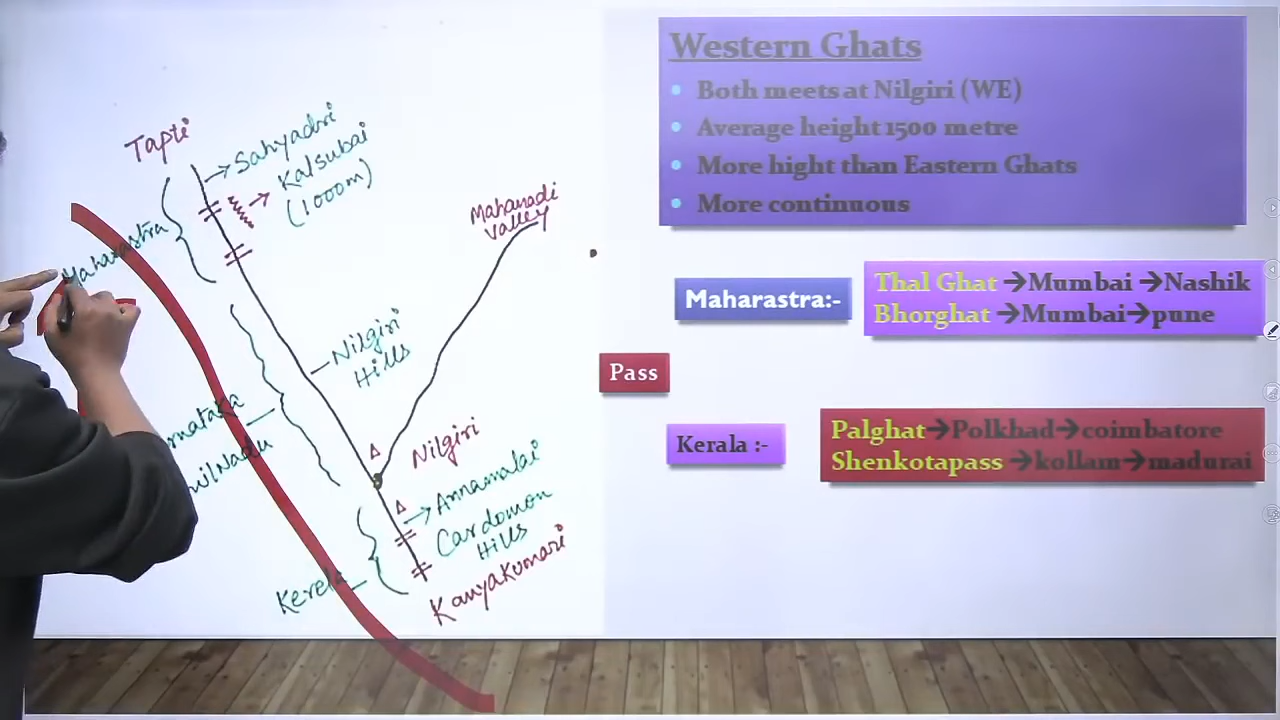 Tapti
Sahyadri
Kalsubai
(1000m)
Maharastra
Mahanadi
Valley
Nilgiri
Hills
Nilgiri
Annamalai
Cardomon
Hills
Kerela
Kanyakumari
Western Ghats
Both meets at Nilgiri (WE)
Average height 1500 metre
More hight than Eastern Ghats
More continuous
Maharastra:-
Thal Ghat →Mumbai →Nashik
Bhorghat →Mumbai→pune
Pass
Kerala :-
Palghat→Polkhad→coimbatore
Shenkotapass →kollam→madurai